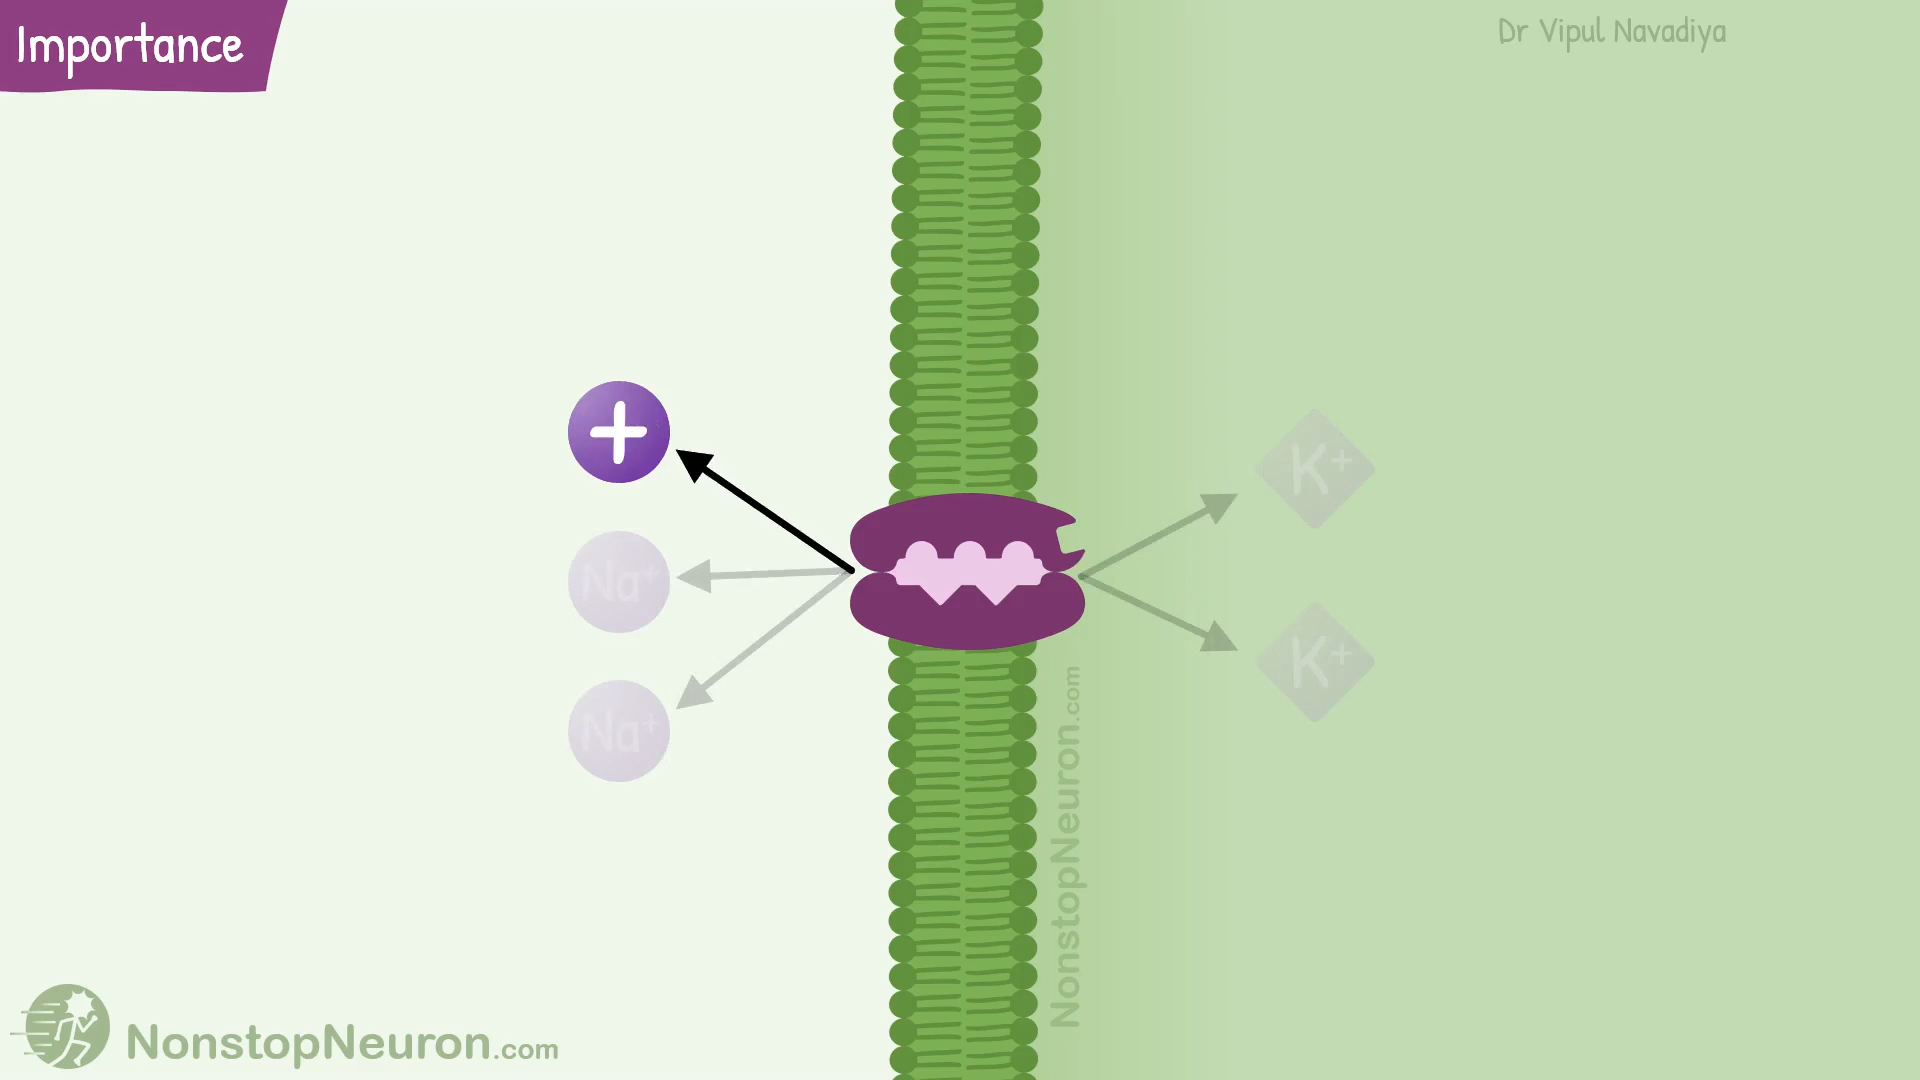 Importance
Dr Vipul Navadiya
+
Na+
Na+
K+
K+
NonstopNeuron.com
NonstopNeuron.com